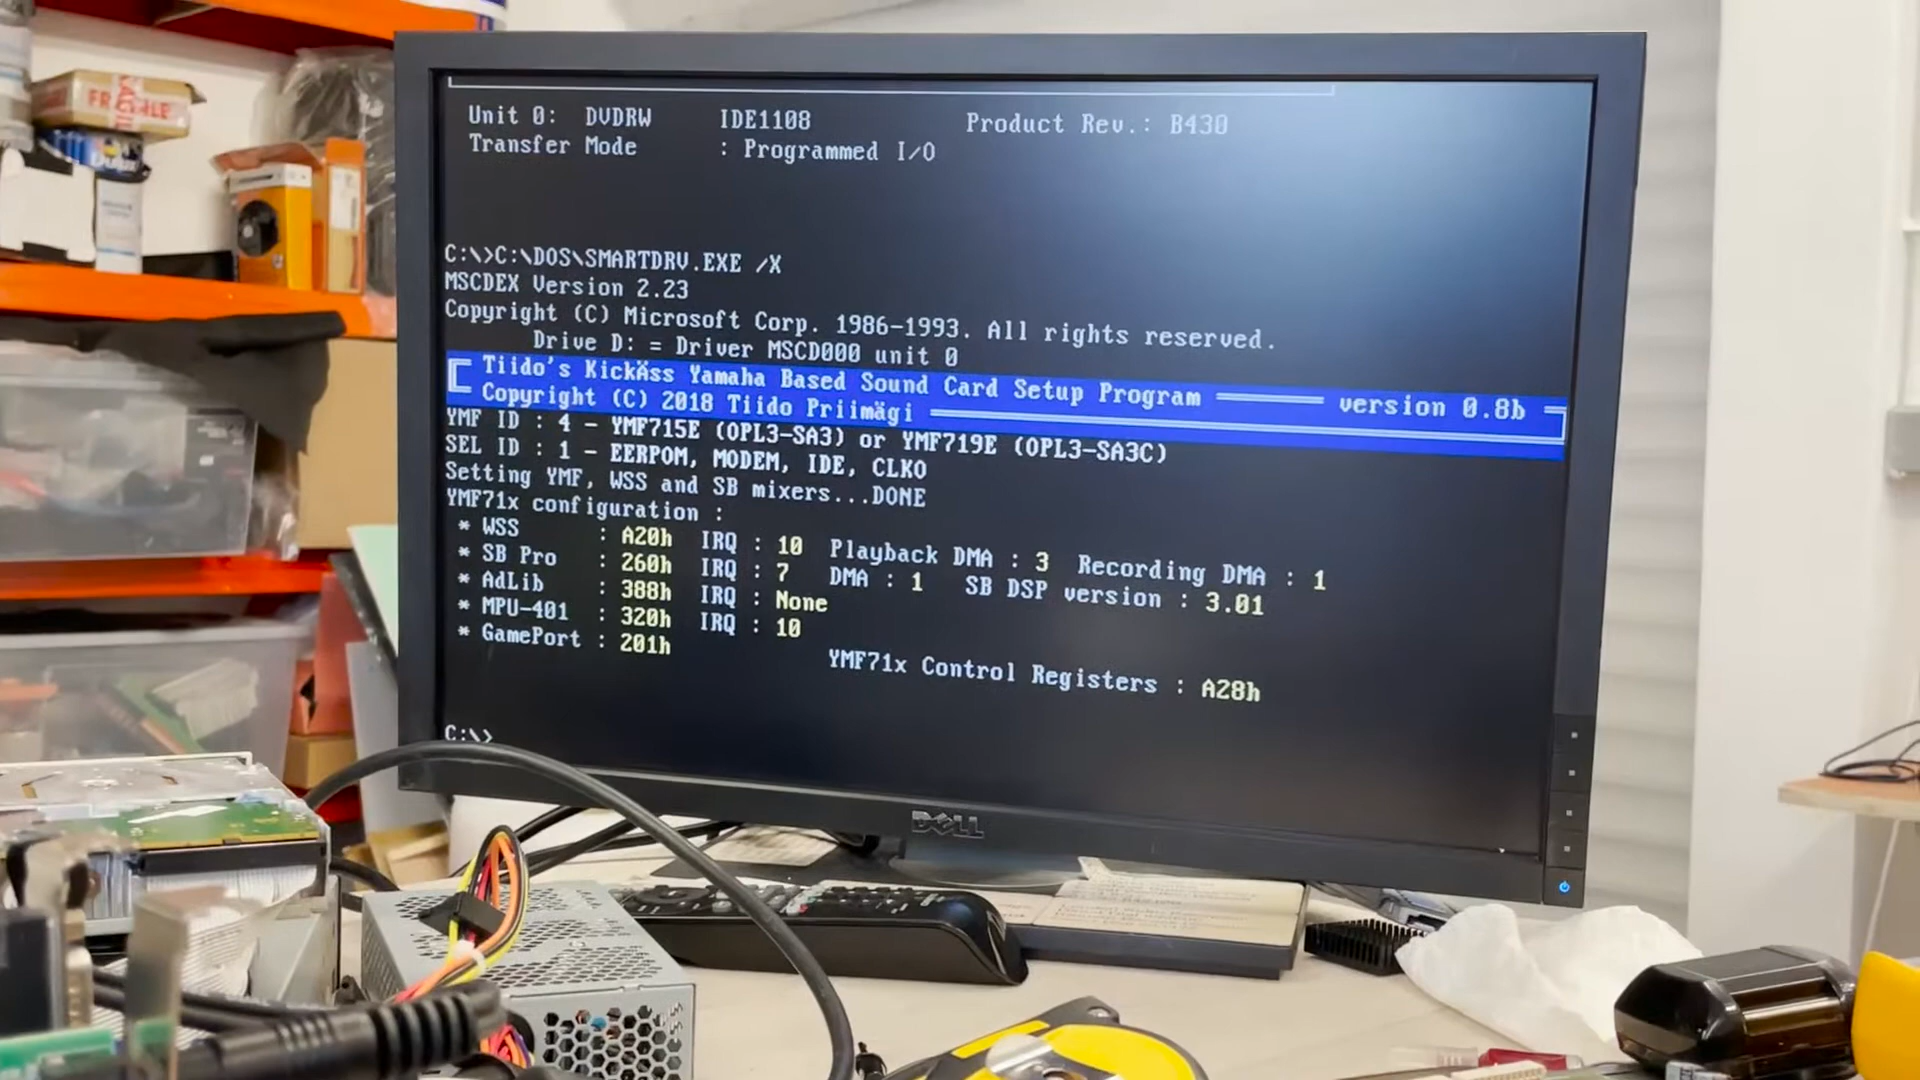 Unit 0: DVDRW IDE1108 Product Rev.: B430
Transfer Mode : Programmed I/O
C:\>C:\DOS\SMARTDRV.EXE /X
MSCDEX Version 2.23
Copyright (C) Microsoft Corp. 1986-1993. All rights reserved.
Drive D: = Driver MSCD000 unit 0
Tiido's KickÄss Yamaha Based Sound Card Setup Program version 0.8b
Copyright (C) 2018 Tiido Priimägi
YMF ID : 4 - YMF715E (OPL3-SA3) or YMF719E (OPL3-SA3C)
SEL ID : 1 - EERPOM, MODEM, IDE, CLKO
Setting YMF, WSS and SB mixers...DONE
YMF71x configuration :
* WSS : A20h IRQ : 10 Playback DMA : 3 Recording DMA : 1
* SB Pro : 260h IRQ : 7 DMA : 1 SB DSP version : 3.01
* AdLib : 388h IRQ : None
* MPU-401 : 320h IRQ : 10
* GamePort : 201h
YMF71x Control Registers : A28h
C:\>
DELL